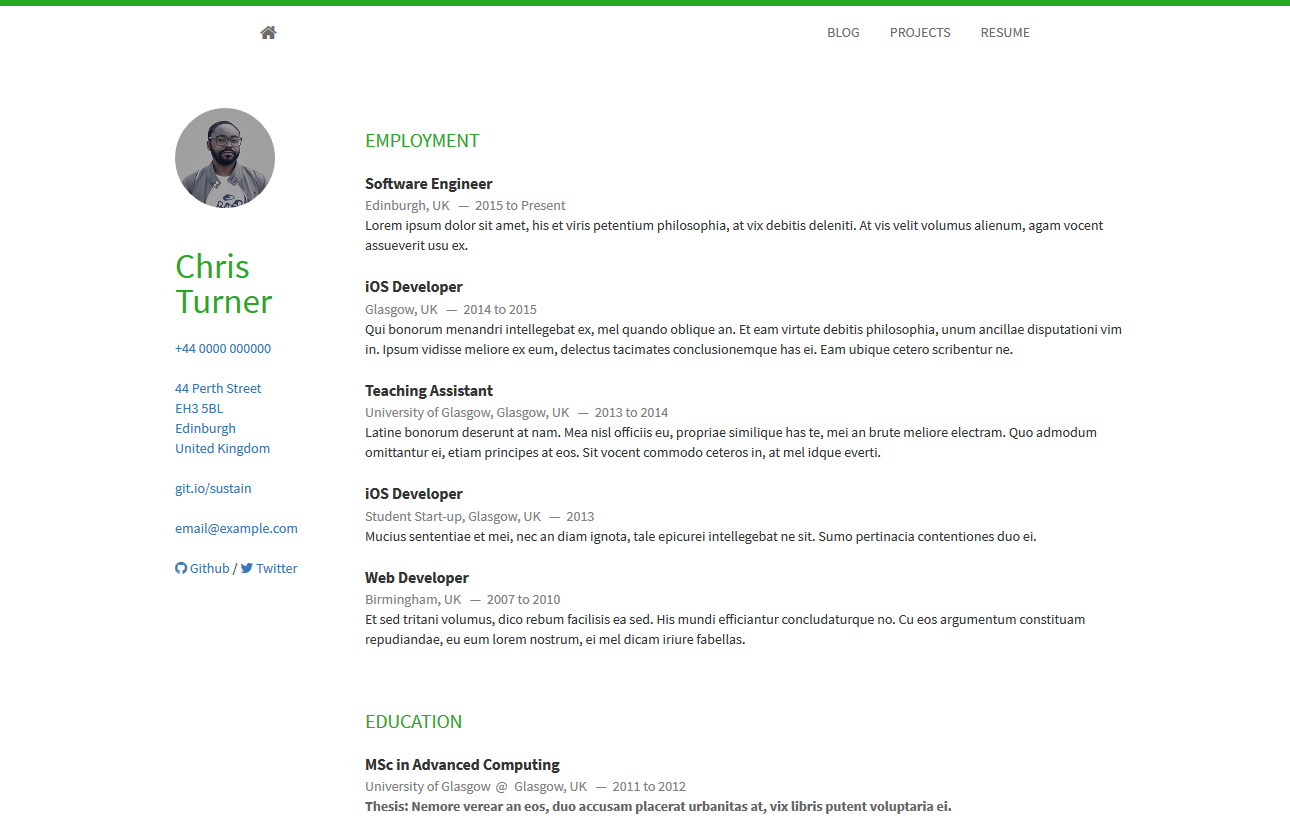 BLOG PROJECTS RESUME
Chris
Turner
+44 0000 000000
44 Perth Street
EH3 5BL
Edinburgh
United Kingdom
git.io/sustain
email@example.com
Github / Twitter
EMPLOYMENT
Software Engineer
Edinburgh, UK — 2015 to Present
Lorem ipsum dolor sit amet, his et viris petentium philosophia, at vix debitis deleniti. At vis velit volumus alienum, agam vocent
assueverit usu ex.
iOS Developer
Glasgow, UK — 2014 to 2015
Qui bonorum menandri intellegebat ex, mel quando oblique an. Et eam virtute debitis philosophia, unum ancillae disputationi vim
in. Ipsum vidisse meliore ex eum, delectus tacimates conclusionemque has ei. Eam ubique cetero scribentur ne.
Teaching Assistant
University of Glasgow, Glasgow, UK — 2013 to 2014
Latine bonorum deserunt at nam. Mea nisl officiis eu, propriae similique has te, mei an brute meliore electram. Quo admodum
omittantur ei, etiam principes at eos. Sit vocent commodo ceteros in, at mel idque everti.
iOS Developer
Student Start-up, Glasgow, UK — 2013
Mucius sententiae et mei, nec an diam ignota, tale epicurei intellegebat ne sit. Sumo pertinacia contentiones duo ei.
Web Developer
Birmingham, UK — 2007 to 2010
Et sed tritani volumus, dico rebum facilisis ea sed. His mundi efficiantur concludaturque no. Cu eos argumentum constituam
repudiandae, eu eum lorem nostrum, ei mel dicam iriure fabellas.
EDUCATION
MSc in Advanced Computing
University of Glasgow @ Glasgow, UK — 2011 to 2012
Thesis: Nemore verear an eos, duo accusam placerat urbanitas at, vix libris putent voluptaria ei.